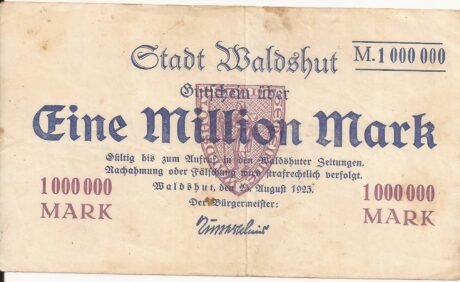 Stadt Waldshut
M. 1 000 000
Gutschein über
Eine Million Mark
Gültig bis zum Aufruf in den Waldshuter Zeitungen.
Nachahmung oder Fälschung wird strafrechtlich verfolgt.
Waldshut, den 23. August 1923.
Der Bürgermeister:
1 000 000
MARK
1 000 000
MARK